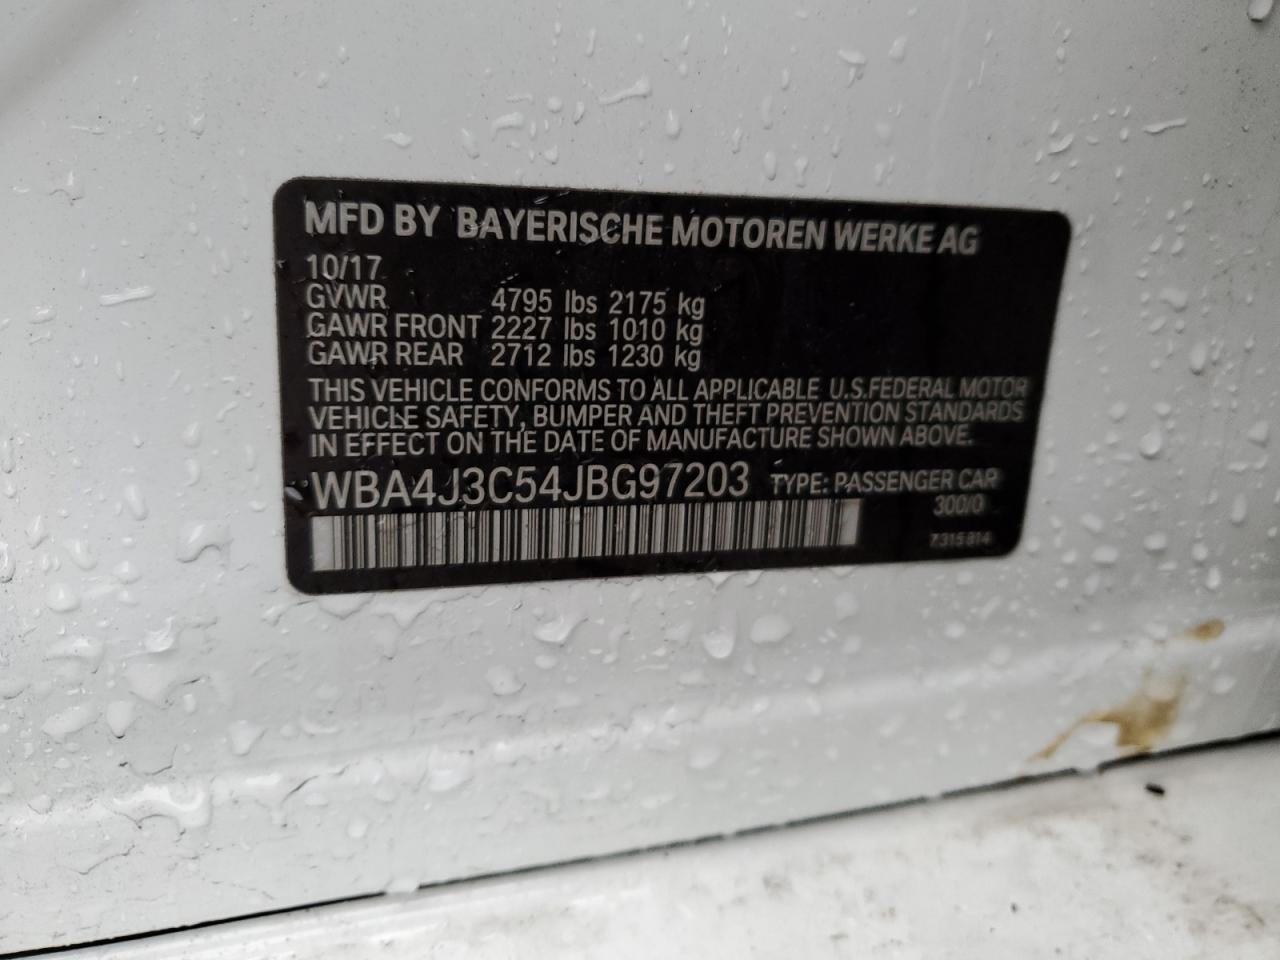 MFD BY BAYERISCHE MOTOREN WERKE AG
10/17
GVWR 4795 lbs 2175 kg
GAWR FRONT 2227 lbs 1010 kg
GAWR REAR 2712 lbs 1230 kg
THIS VEHICLE CONFORMS TO ALL APPLICABLE U.S.FEDERAL MOTOR
VEHICLE SAFETY, BUMPER AND THEFT PREVENTION STANDARDS
IN EFFECT ON THE DATE OF MANUFACTURE SHOWN ABOVE.
WBA4J3C54JBG97203 TYPE: PASSENGER CAR
300/0
7315814